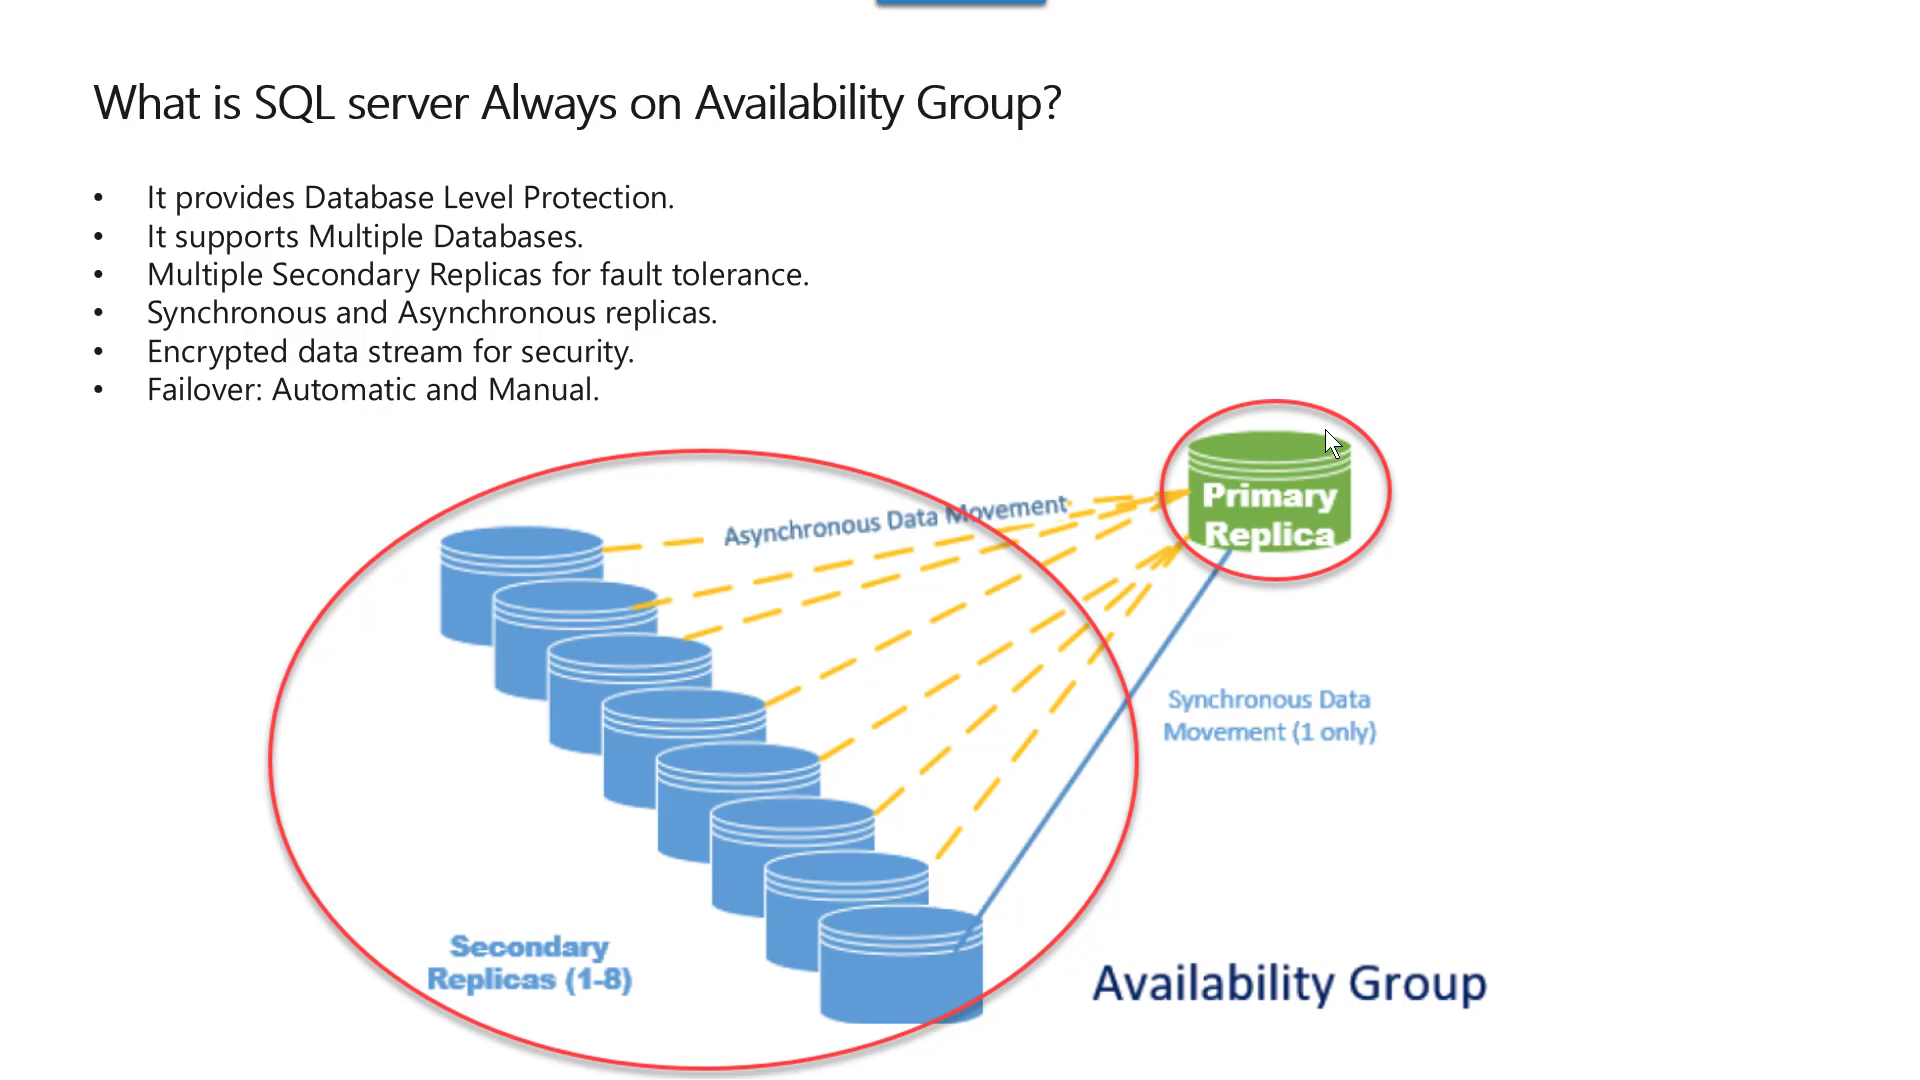 What is SQL server Always on Availability Group?
• It provides Database Level Protection.
• It supports Multiple Databases.
• Multiple Secondary Replicas for fault tolerance.
• Synchronous and Asynchronous replicas.
• Encrypted data stream for security.
• Failover: Automatic and Manual.
Primary
Replica
Asynchronous Data Movement
Synchronous Data
Movement (1 only)
Secondary
Replicas (1-8)
Availability Group